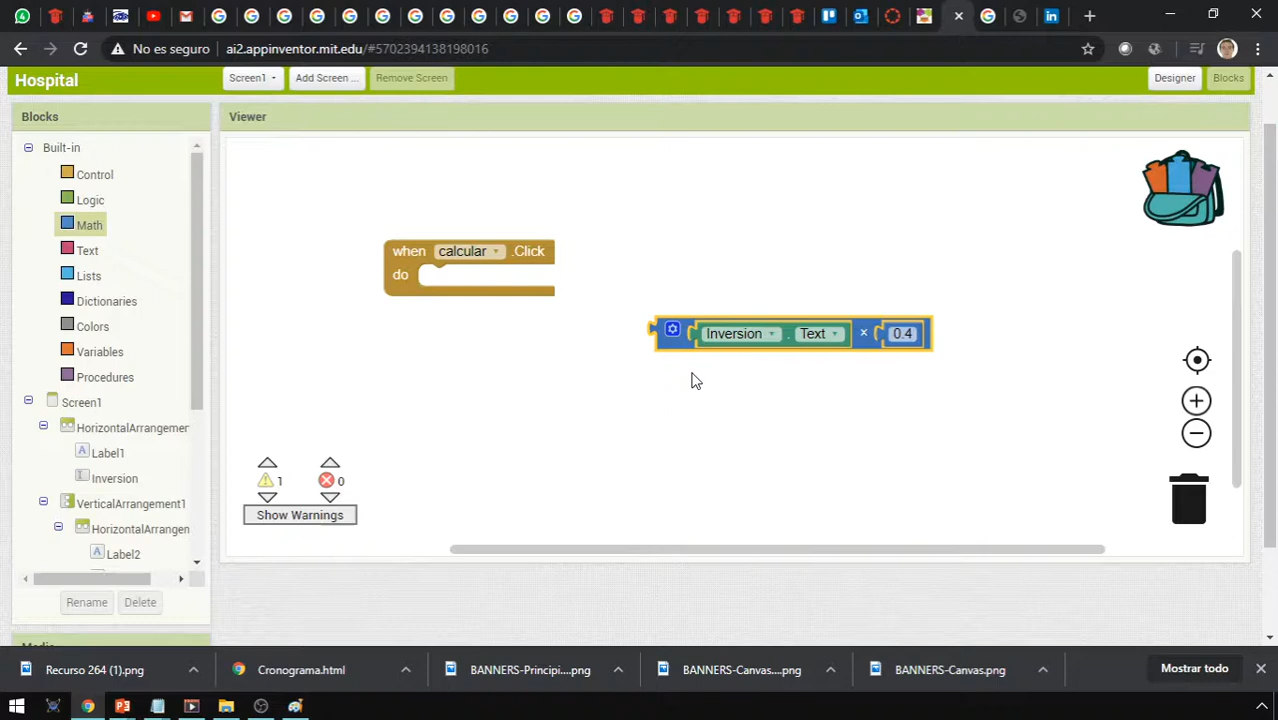 No es seguro
ai2.appinventor.mit.edu/#5702394138198016
Hospital
Screen1
Add Screen ...
Remove Screen
Designer
Blocks
Blocks
Viewer
Built-in
Control
Logic
Math
Text
Lists
Dictionaries
Colors
Variables
Procedures
Screen1
HorizontalArrangemer
Label1
Inversion
VerticalArrangement1
HorizontalArrangen
Label2
Rename
Delete
when calcular .Click
do
Inversion . Text × 0.4
1
0
Show Warnings
Recurso 264 (1).png
Cronograma.html
BANNERS-Principi....png
BANNERS-Canvas....png
BANNERS-Canvas.png
Mostrar todo